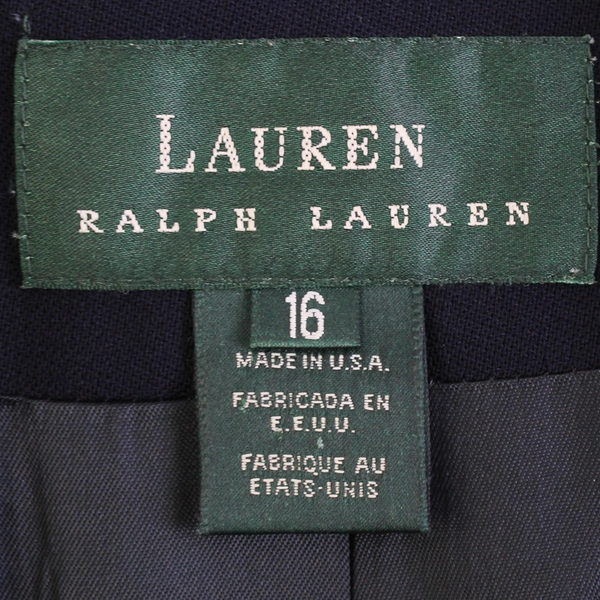 LAUREN
RALPH LAUREN
16
MADE IN U.S.A.
FABRICADA EN
E.E.U.U.
FABRIQUE AU
ETATS-UNIS